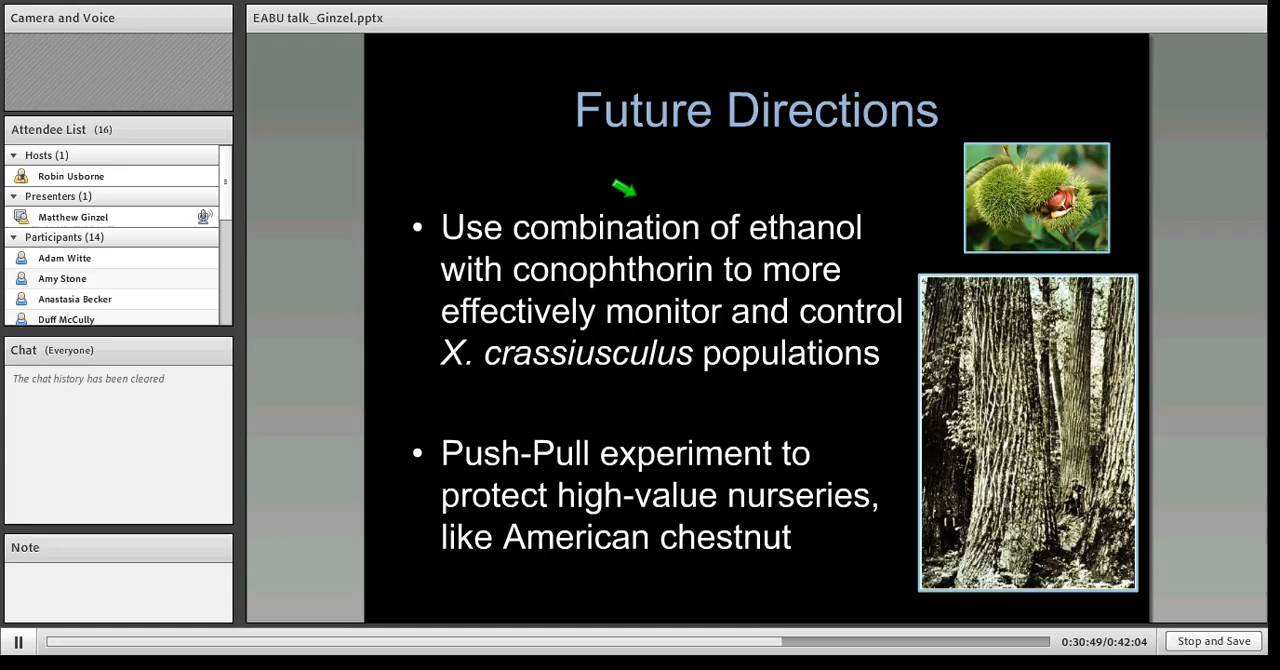 Camera and Voice
Attendee List (16)
Hosts (1)
Robin Usborne
Presenters (1)
Matthew Ginzel
Participants (14)
Adam Witte
Amy Stone
Anastasia Becker
Duff McCully
Chat (Everyone)
The chat history has been cleared
Note
EABU talk_Ginzel.pptx
Future Directions
• Use combination of ethanol
with conophthorin to more
effectively monitor and control
X. crassiusculus populations
• Push-Pull experiment to
protect high-value nurseries,
like American chestnut
0:30:49/0:42:04
Stop and Save